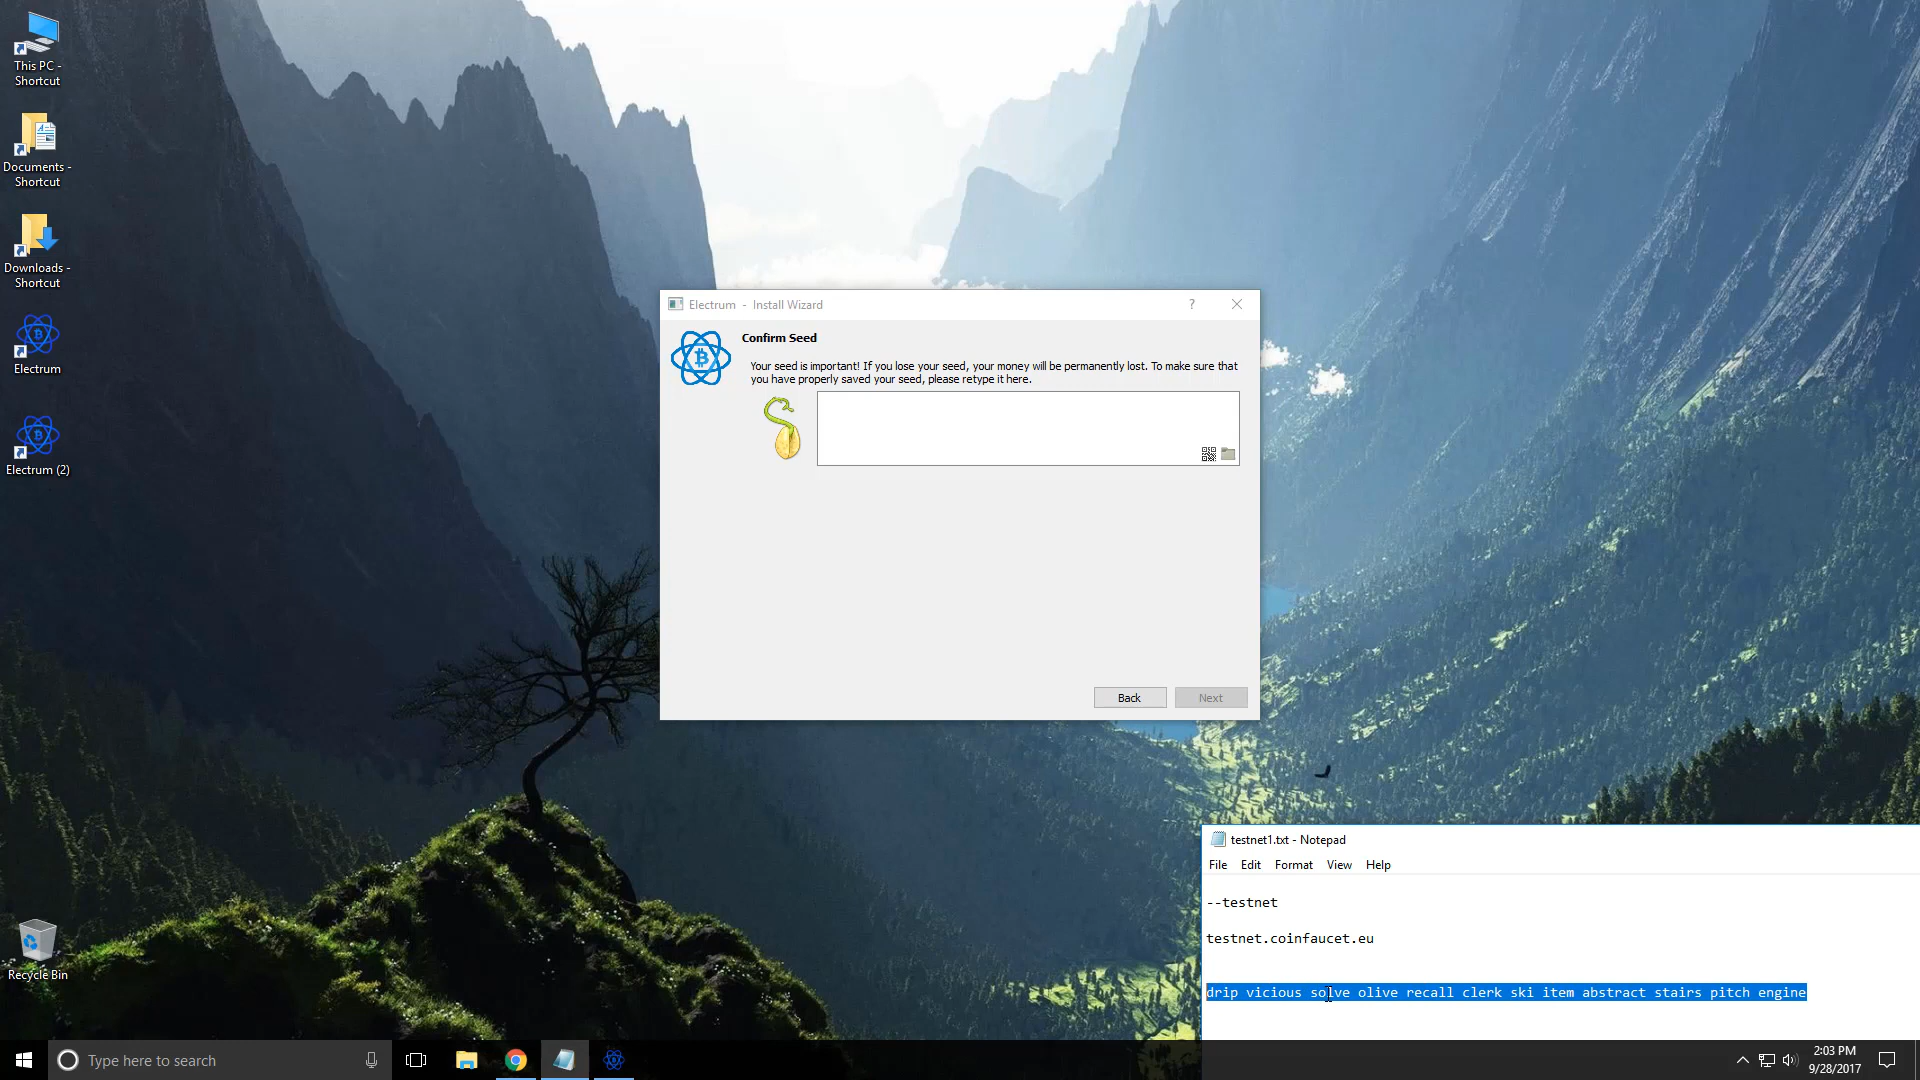 This PC -
Shortcut
Documents -
Shortcut
Downloads -
Shortcut
Electrum
Electrum (2)
Recycle Bin
Electrum - Install Wizard
?
Confirm Seed
Your seed is important! If you lose your seed, your money will be permanently lost. To make sure that
you have properly saved your seed, please retype it here.
Back
Next
testnet1.txt - Notepad
File Edit Format View Help
--testnet
testnet.coinfaucet.eu
drip vicious solve olive recall clerk ski item abstract stairs pitch engine
Type here to search
2:03 PM
9/28/2017